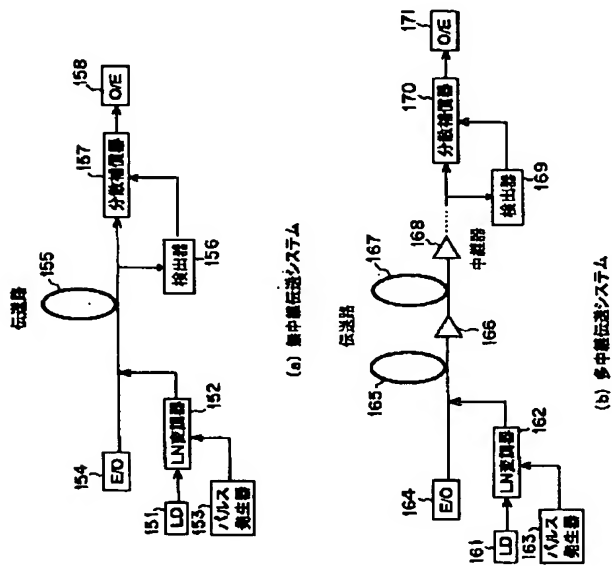 伝送路
155
158
O/E
157
分散補償器
検出器
156
154
E/O
152
LN変調器
151
LD
153
パルス
発生器
(a) 無中継伝送システム
伝送路
165
167
171
O/E
170
分散補償器
168
中継器
検出器
169
166
164
E/O
162
LN変調器
161
LD
163
パルス
発生器
(b) 多中継伝送システム